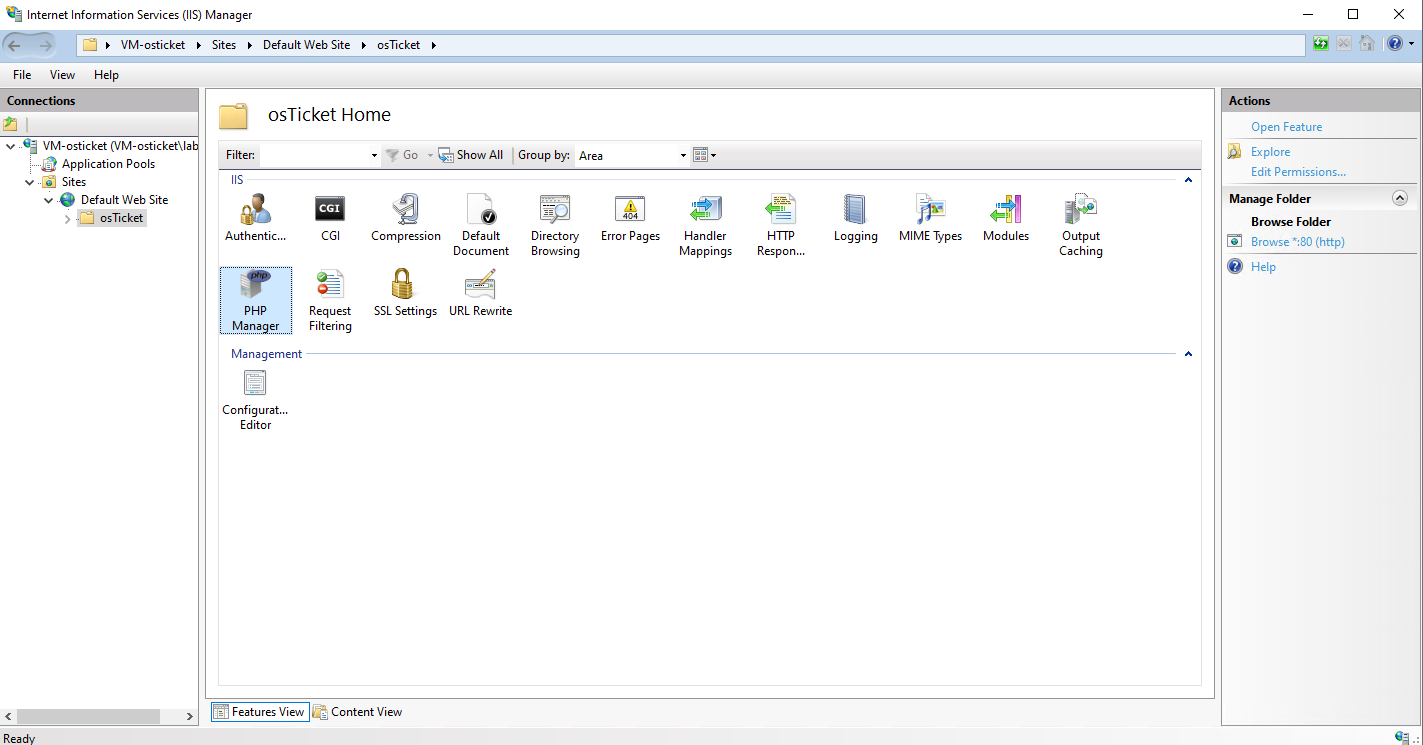 Internet Information Services (IIS) Manager
VM-osticket Sites Default Web Site osTicket
File View Help
Connections
VM-osticket (VM-osticket\lab
Application Pools
Sites
Default Web Site
osTicket
osTicket Home
Filter: Go Show All Group by: Area
IIS
Authentic...
CGI
CGI
Compression
Default
Document
Directory
Browsing
404
Error Pages
Handler
Mappings
HTTP
Respon...
Logging
MIME Types
Modules
Output
Caching
php
PHP
Manager
Request
Filtering
SSL Settings
URL Rewrite
Management
Configurat...
Editor
Features View Content View
Actions
Open Feature
Explore
Edit Permissions...
Manage Folder
Browse Folder
Browse *:80 (http)
Help
Ready